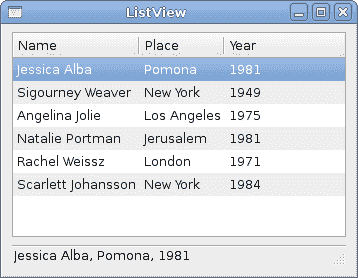 ListView
Name Place Year
Jessica Alba Pomona 1981
Sigourney Weaver New York 1949
Angelina Jolie Los Angeles 1975
Natalie Portman Jerusalem 1981
Rachel Weissz London 1971
Scarlett Johansson New York 1984
Jessica Alba, Pomona, 1981